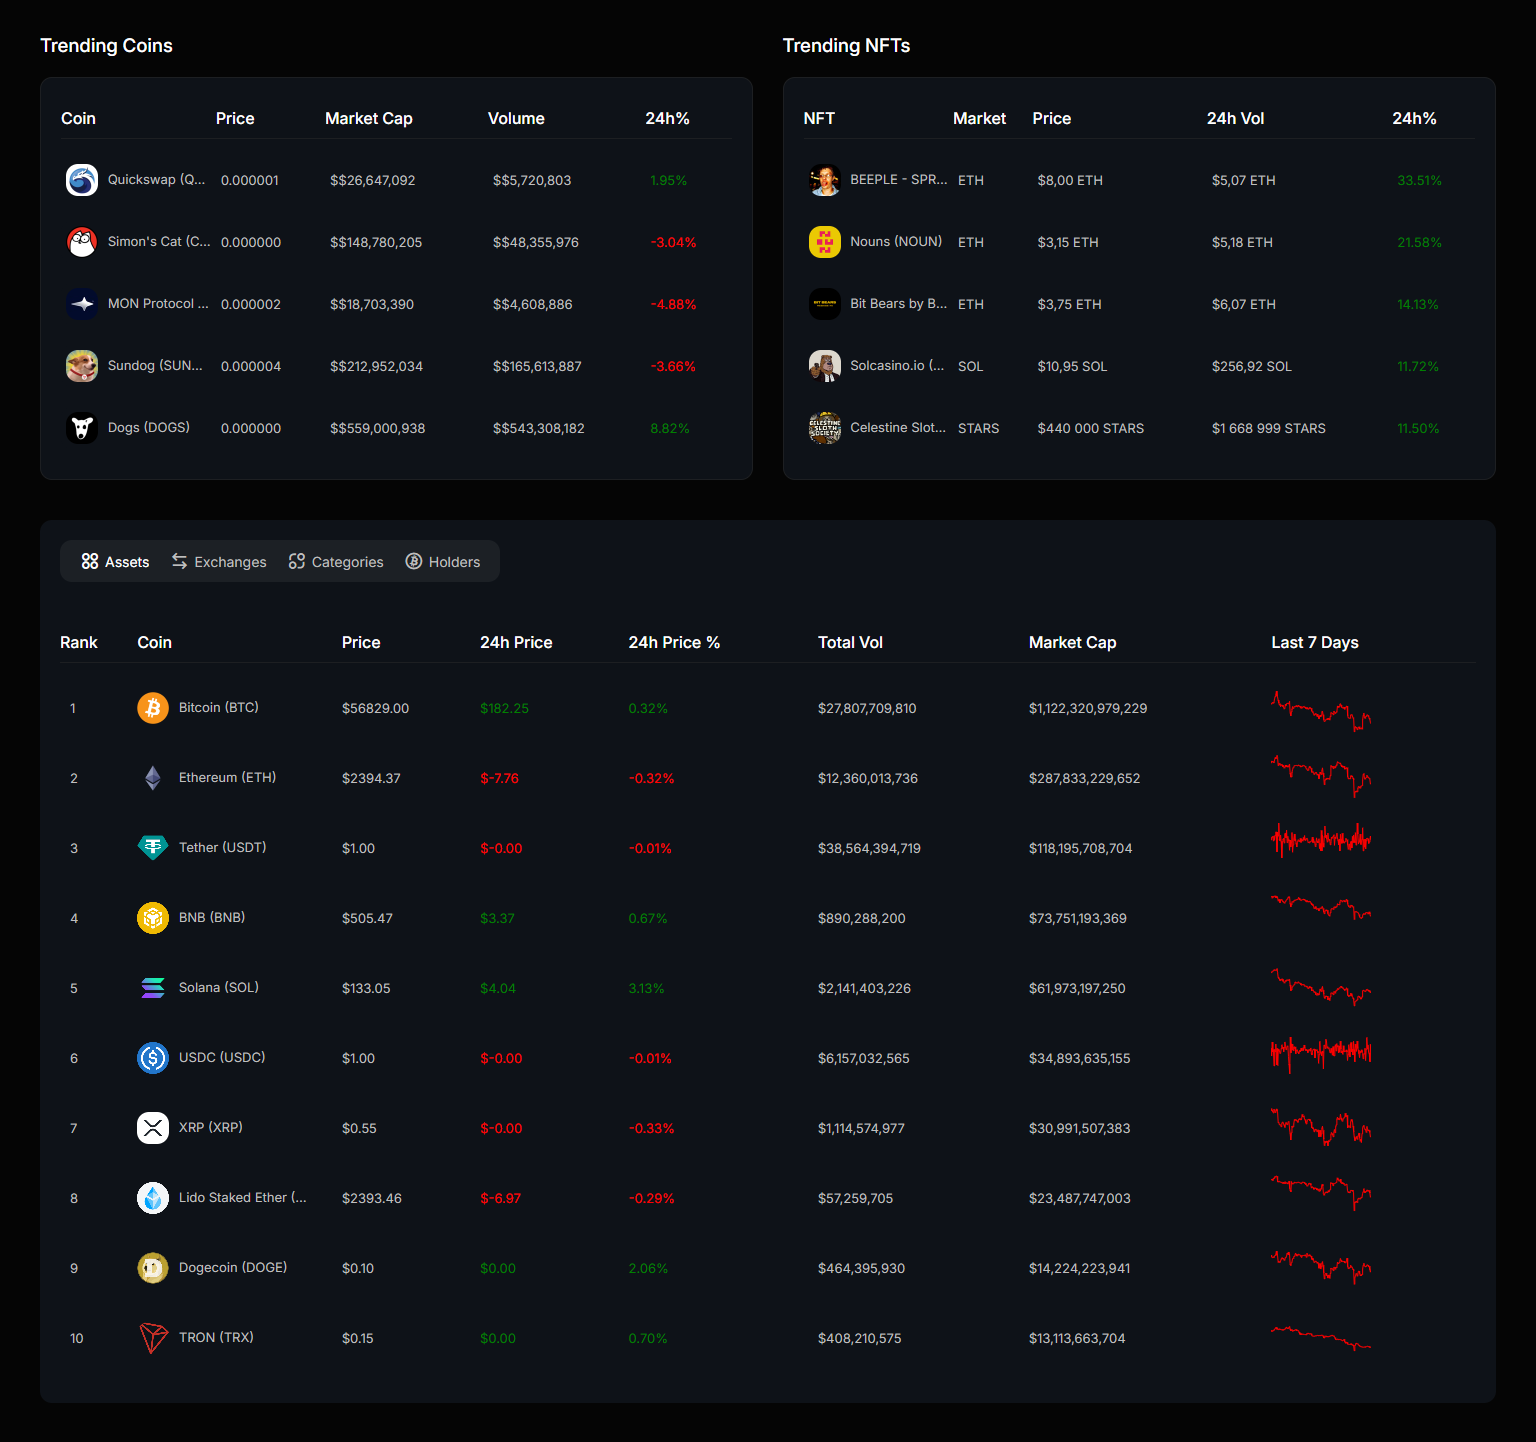 Trending Coins
Coin Price Market Cap Volume 24h%
Quickswap (Q... 0.000001 $$26,647,092 $$5,720,803 1.95%
Simon's Cat (C... 0.000000 $$148,780,205 $$48,355,976 -3.04%
MON Protocol ... 0.000002 $$18,703,390 $$4,608,886 -4.88%
Sundog (SUN... 0.000004 $$212,952,034 $$165,613,887 -3.66%
Dogs (DOGS) 0.000000 $$559,000,938 $$543,308,182 8.82%
Trending NFTs
NFT Market Price 24h Vol 24h%
BEEPLE - SPR... ETH $8,00 ETH $5,07 ETH 33.51%
Nouns (NOUN) ETH $3,15 ETH $5,18 ETH 21.58%
BIT BEARS
Bit Bears by B... ETH $3,75 ETH $6,07 ETH 14.13%
Solcasino.io (... SOL $10,95 SOL $256,92 SOL 11.72%
CELESTINE
SLOTH
SOCIETY
Celestine Slot... STARS $440 000 STARS $1 668 999 STARS 11.50%
Assets Exchanges Categories Holders
Rank Coin Price 24h Price 24h Price % Total Vol Market Cap Last 7 Days
1 Bitcoin (BTC) $56829.00 $182.25 0.32% $27,807,709,810 $1,122,320,979,229
2 Ethereum (ETH) $2394.37 $-7.76 -0.32% $12,360,013,736 $287,833,229,652
3 Tether (USDT) $1.00 $-0.00 -0.01% $38,564,394,719 $118,195,708,704
4 BNB (BNB) $505.47 $3.37 0.67% $890,288,200 $73,751,193,369
5 Solana (SOL) $133.05 $4.04 3.13% $2,141,403,226 $61,973,197,250
6 USDC (USDC) $1.00 $-0.00 -0.01% $6,157,032,565 $34,893,635,155
7 XRP (XRP) $0.55 $-0.00 -0.33% $1,114,574,977 $30,991,507,383
8 Lido Staked Ether (... $2393.46 $-6.97 -0.29% $57,259,705 $23,487,747,003
9 Dogecoin (DOGE) $0.10 $0.00 2.06% $464,395,930 $14,224,223,941
10 TRON (TRX) $0.15 $0.00 0.70% $408,210,575 $13,113,663,704